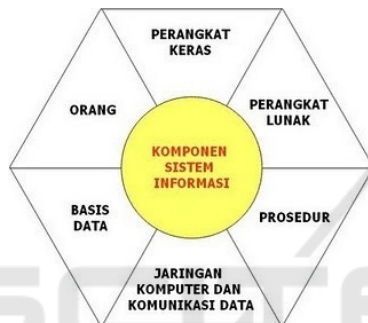 PERANGKAT
KERAS
ORANG
PERANGKAT
LUNAK
KOMPONEN
SISTEM
INFORMASI
BASIS
DATA
PROSEDUR
JARINGAN
KOMPUTER DAN
KOMUNIKASI DATA